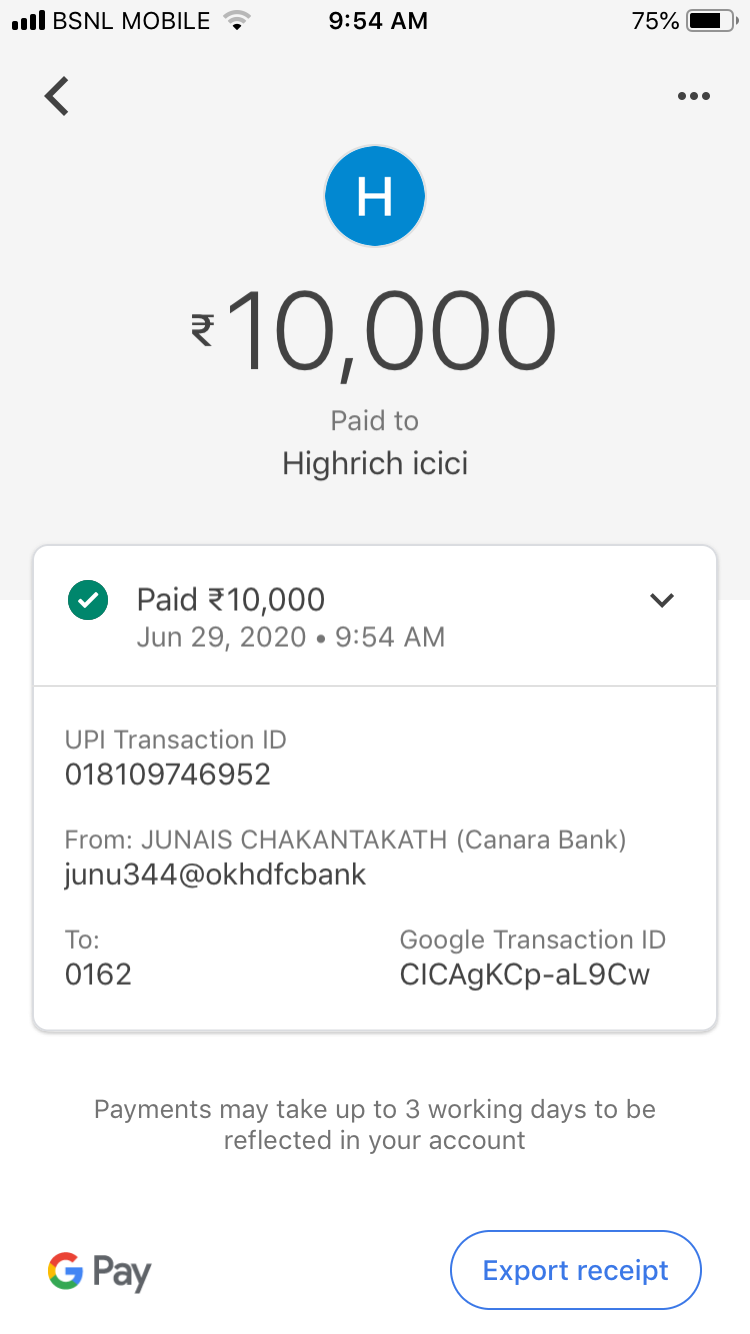 BSNL MOBILE 9:54 AM 75%
H
₹10,000
Paid to
Highrich icici
Paid ₹10,000
Jun 29, 2020 • 9:54 AM
UPI Transaction ID
018109746952
From: JUNAIS CHAKANTAKATH (Canara Bank)
junu344@okhdfcbank
To: Google Transaction ID
0162 CICAgKCp-aL9Cw
Payments may take up to 3 working days to be
reflected in your account
G Pay Export receipt